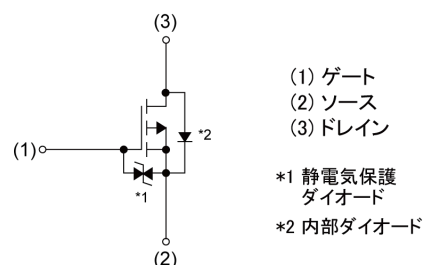 (3)
(1)
*2
*1
(2)
(1) ゲート
(2) ソース
(3) ドレイン
*1 静電気保護
ダイオード
*2 内部ダイオード